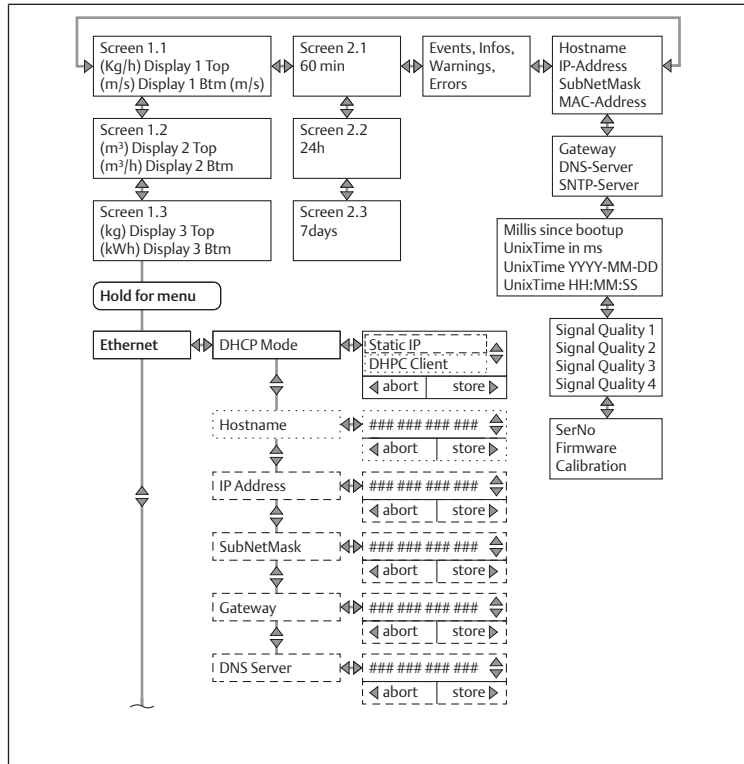 Screen 1.1
(Kg/h) Display 1 Top
(m/s) Display 1 Btm (m/s)
Screen 2.1
60 min
Events, Infos,
Warnings,
Errors
Hostname
IP-Address
SubNetMask
MAC-Address
Screen 1.2
(m³) Display 2 Top
(m³/h) Display 2 Btm
Screen 2.2
24h
Gateway
DNS-Server
SNTP-Server
Screen 1.3
(kg) Display 3 Top
(kWh) Display 3 Btm
Screen 2.3
7days
Millis since bootup
UnixTime in ms
UnixTime YYYY-MM-DD
UnixTime HH:MM:SS
Hold for menu
Signal Quality 1
Signal Quality 2
Signal Quality 3
Signal Quality 4
SerNo
Firmware
Calibration
Ethernet
DHCP Mode
Static IP
DHPC Client
abort store
Hostname
### ### ### ###
abort store
IP Address
### ### ### ###
abort store
SubNetMask
### ### ### ###
abort store
Gateway
### ### ### ###
abort store
DNS Server
### ### ### ###
abort store